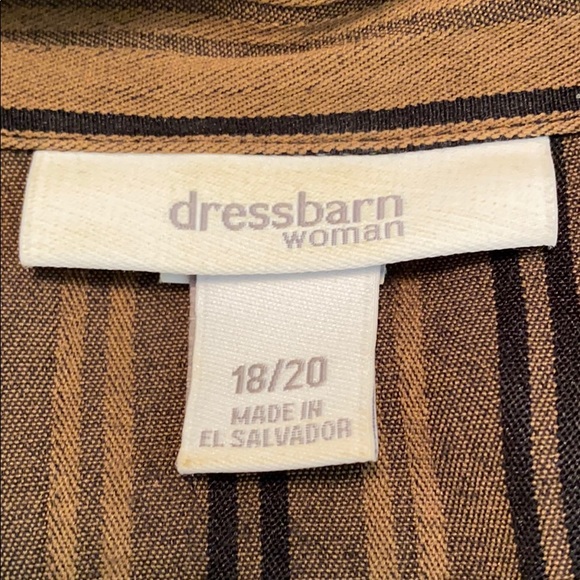 dressbarn
woman
18/20
MADE IN
EL SALVADOR